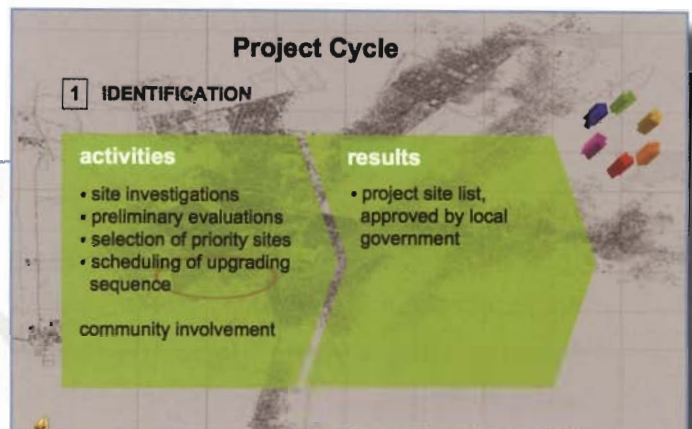 Project Cycle
1 IDENTIFICATION
activities
• site investigations
• preliminary evaluations
• selection of priority sites
• scheduling of upgrading
sequence
community involvement
results
• project site list,
approved by local
government